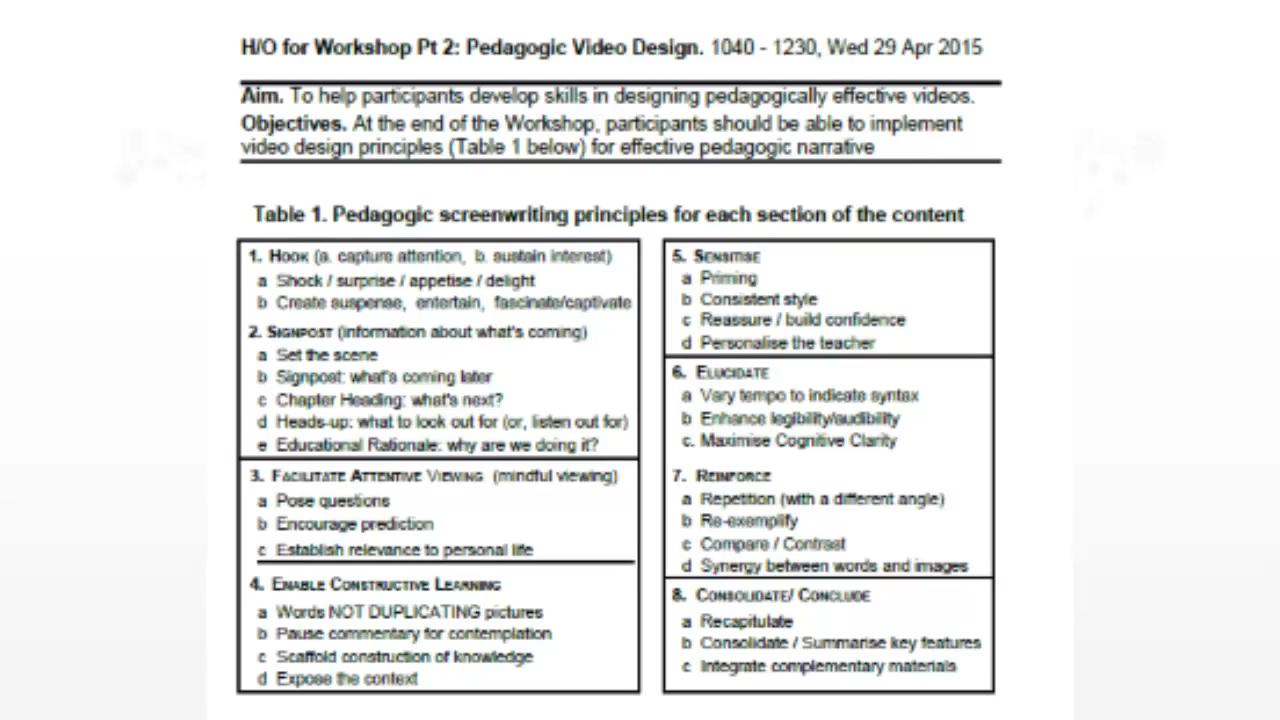 H/O for Workshop Pt 2: Pedagogic Video Design. 1040 - 1230, Wed 29 Apr 2015
Aim. To help participants develop skills in designing pedagogically effective videos.
Objectives. At the end of the Workshop, participants should be able to implement
video design principles (Table 1 below) for effective pedagogic narrative
Table 1. Pedagogic screenwriting principles for each section of the content
1. HOOK (a. capture attention, b. sustain interest)
a Shock / surprise / appetise / delight
b Create suspense, entertain, fascinate/captivate
2. SIGNPOST (information about what's coming)
a Set the scene
b Signpost: what's coming later
c Chapter Heading: what's next?
d Heads-up: what to look out for (or, listen out for)
e Educational Rationale: why are we doing it?
3. FACILITATE ATTENTIVE VIEWING (mindful viewing)
a Pose questions
b Encourage prediction
c Establish relevance to personal life
4. ENABLE CONSTRUCTIVE LEARNING
a Words NOT DUPLICATING pictures
b Pause commentary for contemplation
c Scaffold construction of knowledge
d Expose the context
5. SENSITISE
a Priming
b Consistent style
c Reassure / build confidence
d Personalise the teacher
6. ELUCIDATE
a Vary tempo to indicate syntax
b Enhance legibility/audibility
c. Maximise Cognitive Clarity
7. REINFORCE
a Repetition (with a different angle)
b Re-exemplify
c Compare / Contrast
d Synergy between words and images
8. CONSOLIDATE/ CONCLUDE
a Recapitulate
b Consolidate / Summarise key features
c Integrate complementary materials